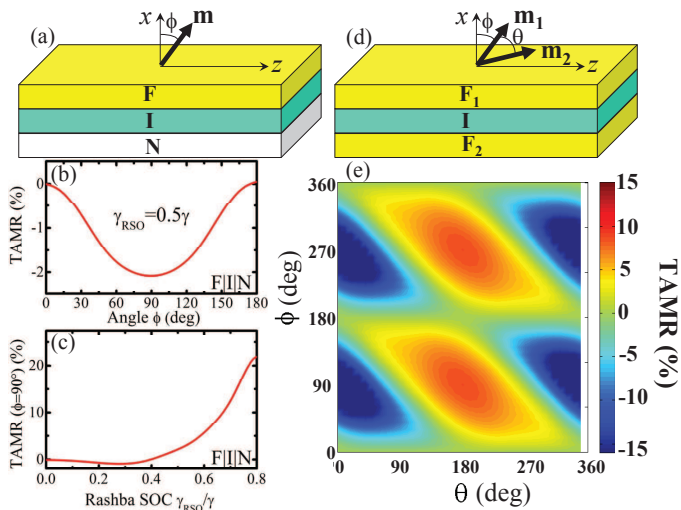 (a)
x
ϕ
m
z
F
I
N
(d)
x
ϕ
m₁
θ
m₂
z
F₁
I
F₂
(b)
TAMR (%)
0
-1
-2
γRSO=0.5γ
F|I|N
0 30 60 90 120 150 180
Angle ϕ (deg)
(c)
TAMR (ϕ=90°) (%)
20
10
0
F|I|N
0.0 0.2 0.4 0.6 0.8
Rashba SOC γRSO/γ
(e)
ϕ (deg)
360
270
180
90
0
0 90 180 270 360
θ (deg)
15
10
5
0
-5
-10
-15
TAMR (%)